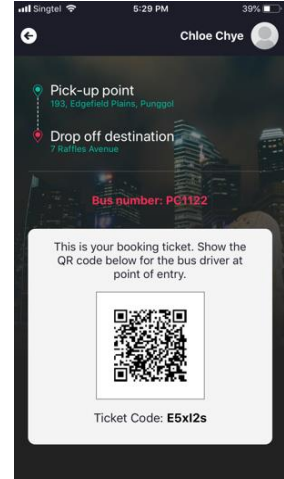 Singtel 5:29 PM 39%
Chloe Chye
Pick-up point
193, Edgefield Plains, Punggol
Drop off destination
7 Raffles Avenue
Bus number: PC1122
This is your booking ticket. Show the
QR code below for the bus driver at
point of entry.
Ticket Code: E5xI2s